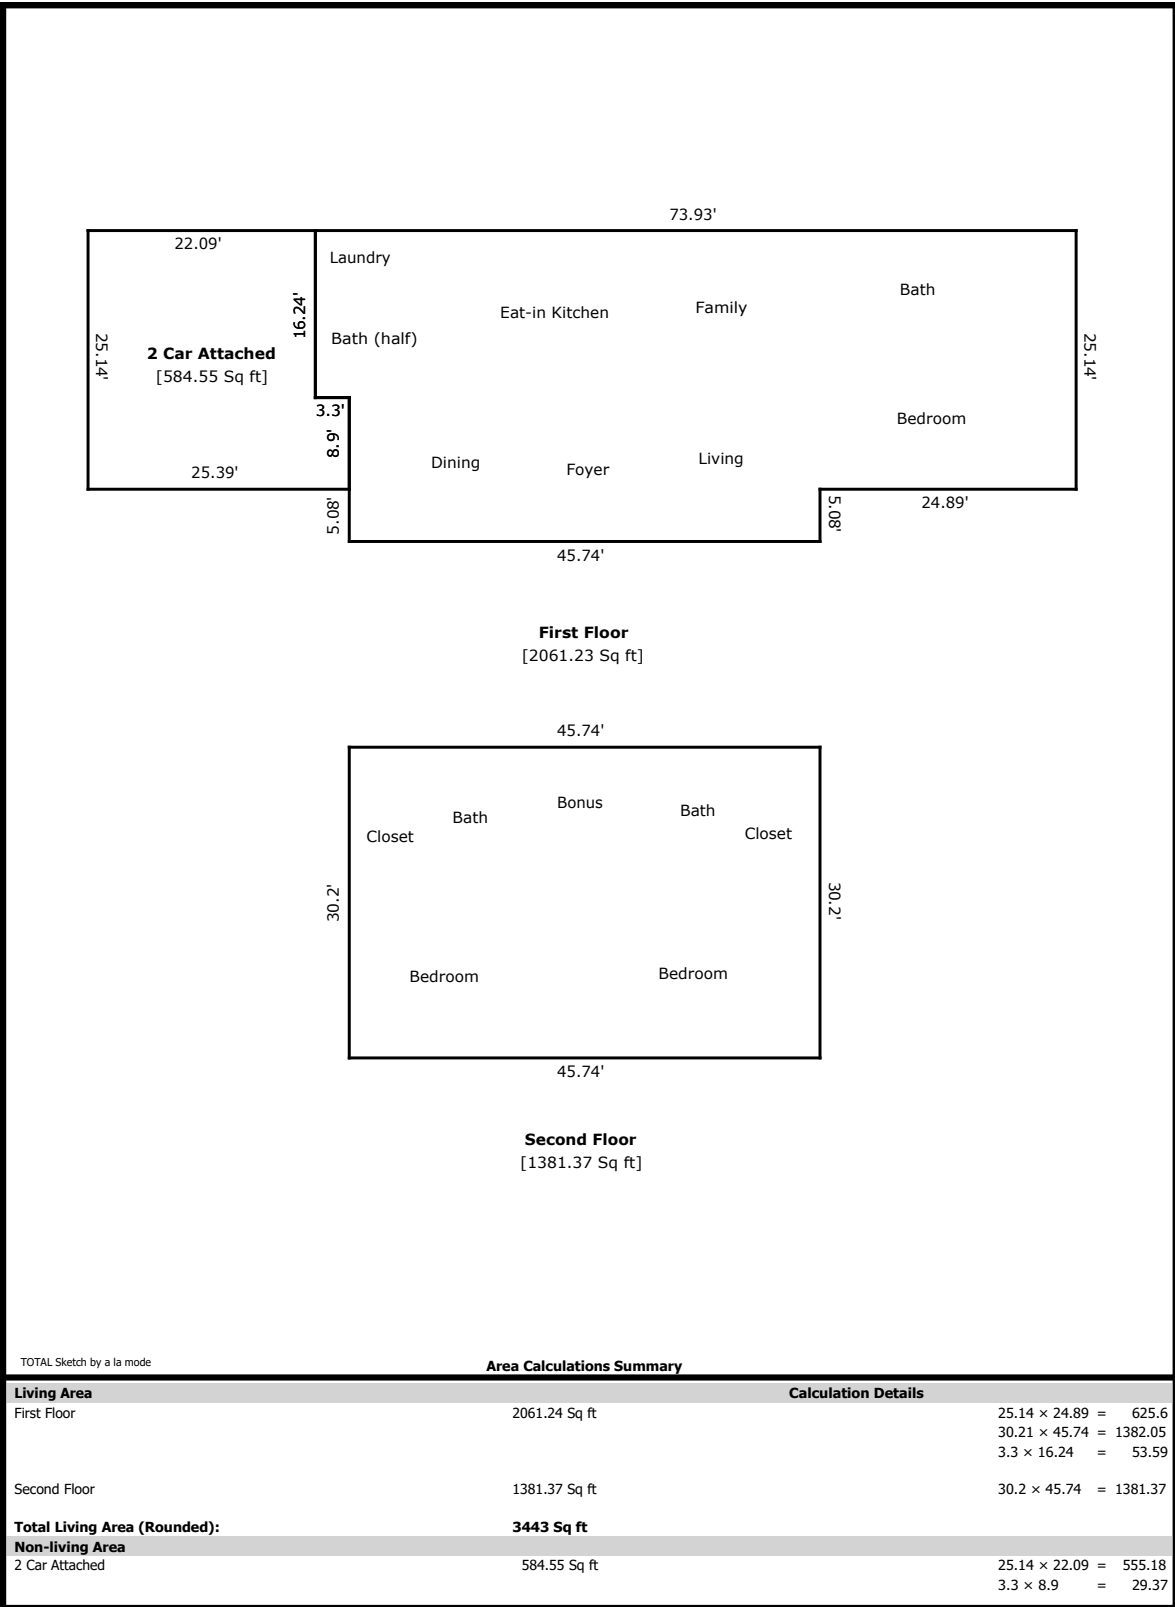 73.93'
22.09'
Laundry
Bath
16.24'
Eat-in Kitchen
Family
Bath (half)
25.14'
2 Car Attached
[584.55 Sq ft]
25.14'
3.3'
8.9'
Bedroom
Dining
Foyer
Living
25.39'
5.08'
5.08'
24.89'
45.74'
First Floor
[2061.23 Sq ft]
45.74'
Bonus
Bath
Bath
Closet
Closet
30.2'
30.2'
Bedroom
Bedroom
45.74'
Second Floor
[1381.37 Sq ft]
TOTAL Sketch by a la mode
Area Calculations Summary
Living Area Calculation Details
First Floor 2061.24 Sq ft 25.14 × 24.89 = 625.6
30.21 × 45.74 = 1382.05
3.3 × 16.24 = 53.59
Second Floor 1381.37 Sq ft 30.2 × 45.74 = 1381.37
Total Living Area (Rounded): 3443 Sq ft
Non-living Area
2 Car Attached 584.55 Sq ft 25.14 × 22.09 = 555.18
3.3 × 8.9 = 29.37